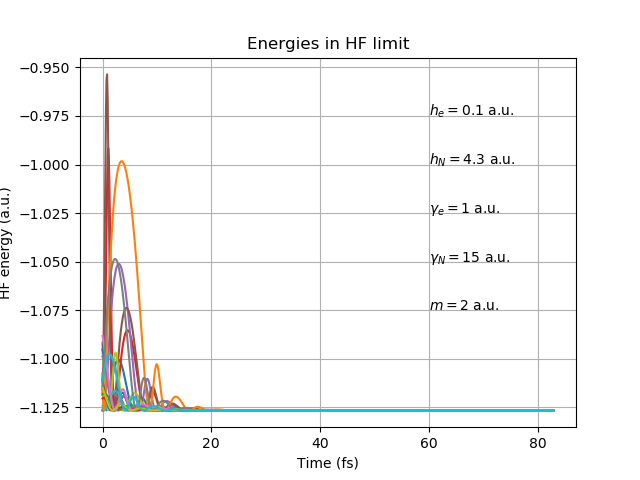 Energies in HF limit
HF energy (a.u.)
−0.950
−0.975
−1.000
−1.025
−1.050
−1.075
−1.100
−1.125
h_e = 0.1 a.u.
h_N = 4.3 a.u.
γ_e = 1 a.u.
γ_N = 15 a.u.
m = 2 a.u.
0 20 40 60 80
Time (fs)